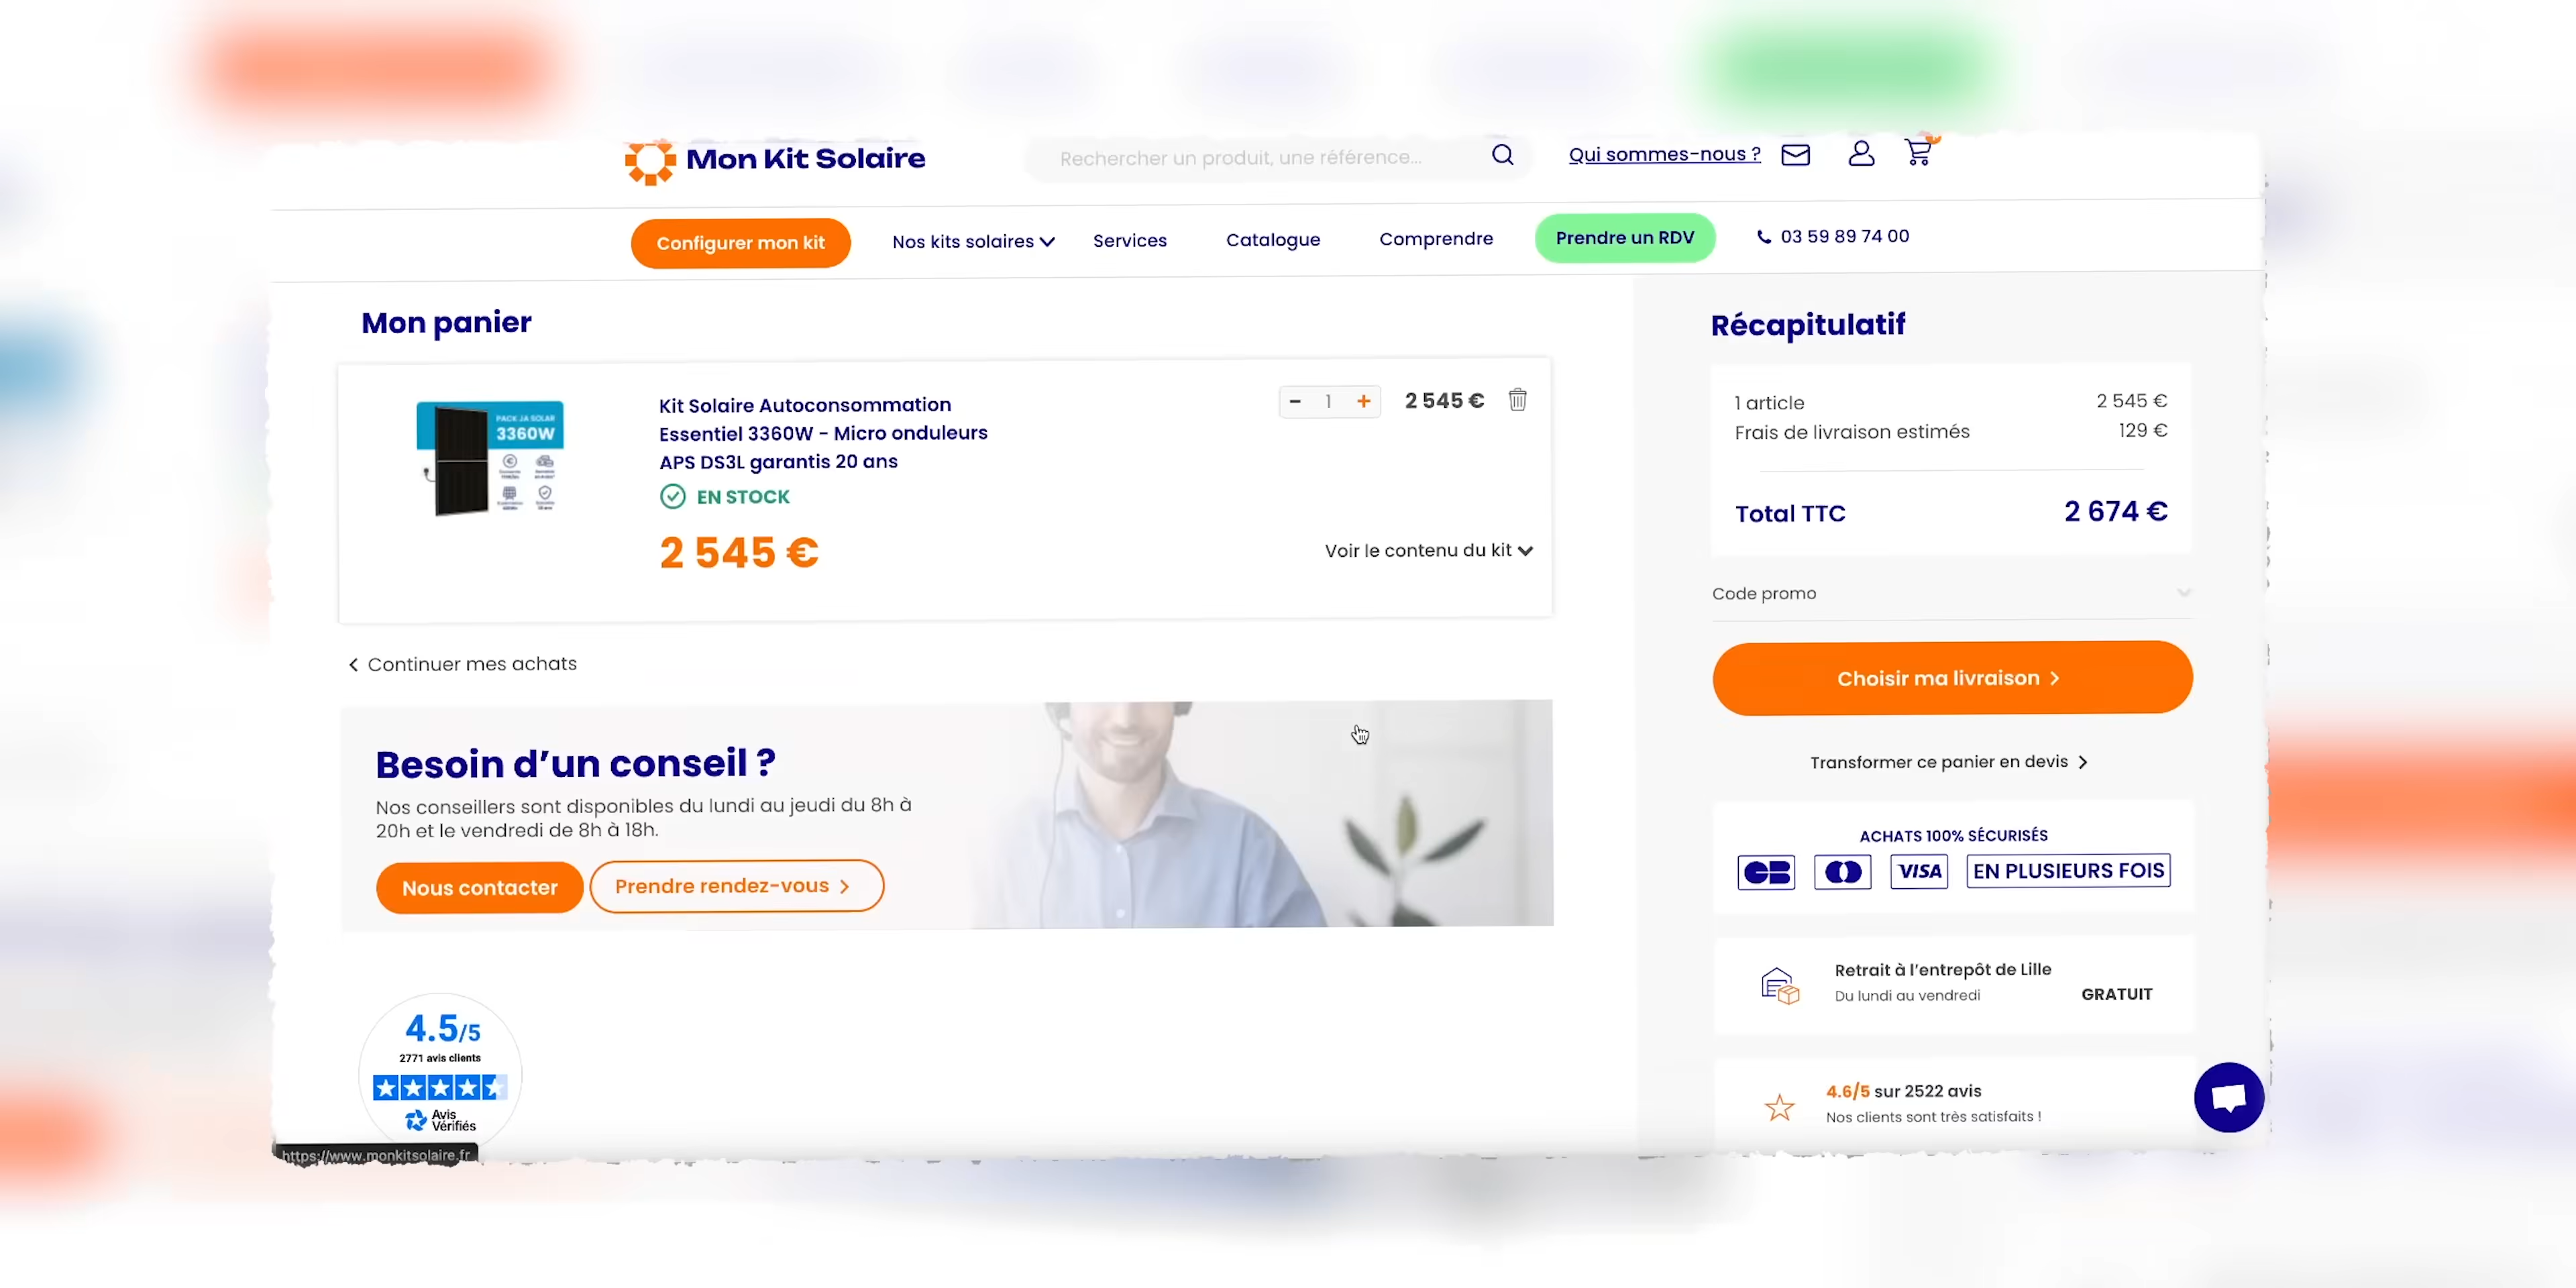 Mon Kit Solaire
Rechercher un produit, une référence...
Qui sommes-nous ?
Configurer mon kit
Nos kits solaires
Services
Catalogue
Comprendre
Prendre un RDV
03 59 89 74 00
Mon panier
PACK JA SOLAR
3360W
Kit Solaire Autoconsommation
Essentiel 3360W - Micro onduleurs
APS DS3L garantis 20 ans
EN STOCK
2 545 €
- 1 +
2 545 €
Voir le contenu du kit
Continuer mes achats
Besoin d'un conseil ?
Nos conseillers sont disponibles du lundi au jeudi du 8h à
20h et le vendredi de 8h à 18h.
Nous contacter
Prendre rendez-vous
4.5/5
2771 avis clients
Avis
Vérifiés
https://www.monkitsolaire.fr
Récapitulatif
1 article 2 545 €
Frais de livraison estimés 129 €
Total TTC 2 674 €
Code promo
Choisir ma livraison
Transformer ce panier en devis
ACHATS 100% SÉCURISÉS
CB VISA EN PLUSIEURS FOIS
Retrait à l'entrepôt de Lille
Du lundi au vendredi
GRATUIT
4.6/5 sur 2522 avis
Nos clients sont très satisfaits !